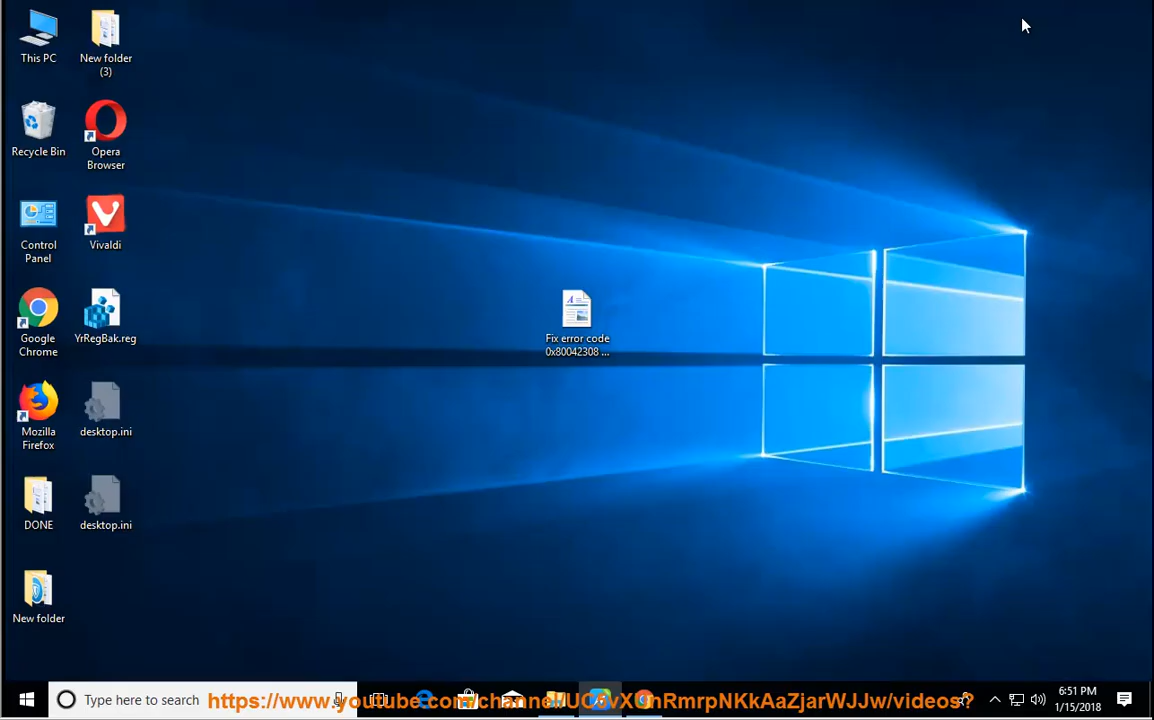 This PC
New folder
(3)
Recycle Bin
Opera
Browser
Control
Panel
Vivaldi
Google
Chrome
YrRegBak.reg
Fix error code
0x80042308 ...
Mozilla
Firefox
desktop.ini
DONE
desktop.ini
New folder
Type here to search
6:51 PM
1/15/2018